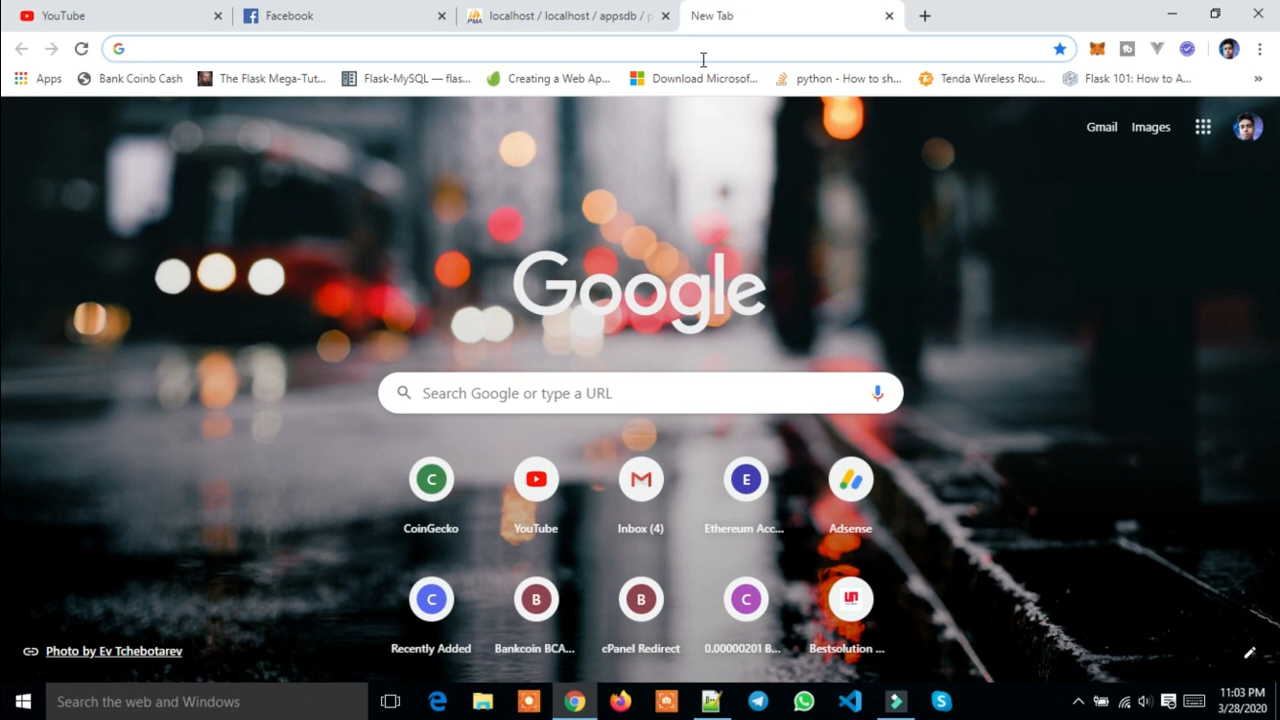 YouTube
Facebook
localhost / localhost / appsdb / p
New Tab
Apps
Bank Coinb Cash
The Flask Mega-Tut...
Flask-MySQL — flas...
Creating a Web Ap...
Download Microsof...
python - How to sh...
Tenda Wireless Rou...
Flask 101: How to A...
»
Gmail
Images
Google
Search Google or type a URL
C
E
CoinGecko
YouTube
Inbox (4)
Ethereum Acc...
Adsense
C
B
B
C
Recently Added
Bankcoin BCA...
cPanel Redirect
0.00000201 B...
Bestsolution ...
Photo by Ev Tchebotarev
Search the web and Windows
11:03 PM
3/28/2020